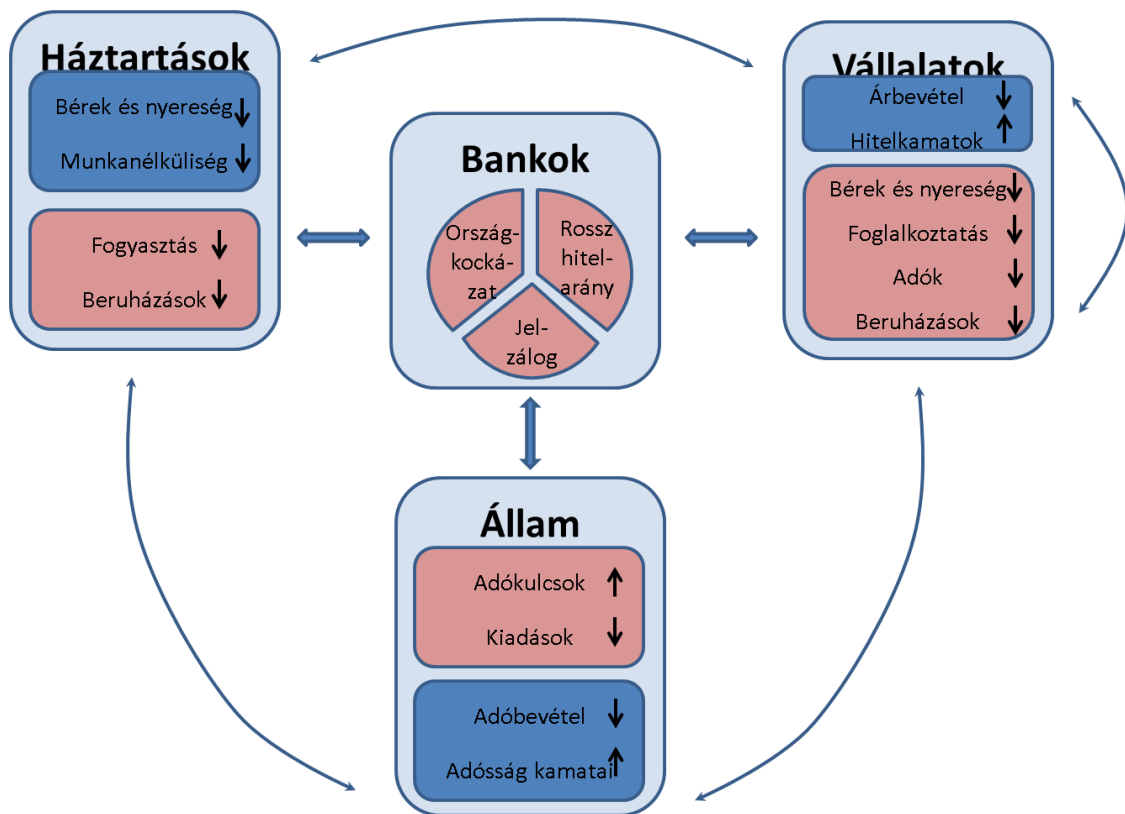 Háztartások
Bérek és nyereség ↓
Munkanélküliség ↓
Fogyasztás ↓
Beruházások ↓
Bankok
Ország-
kocká-
zat
Rossz
hitel-
arány
Jel-
zálog
Vállalatok
Árbevétel ↓
Hitelkamatok ↑
Bérek és nyereség ↓
Foglalkoztatás ↓
Adók ↓
Beruházások ↓
Állam
Adókulcsok ↑
Kiadások ↓
Adóbevétel ↓
Adósság kamatai ↑